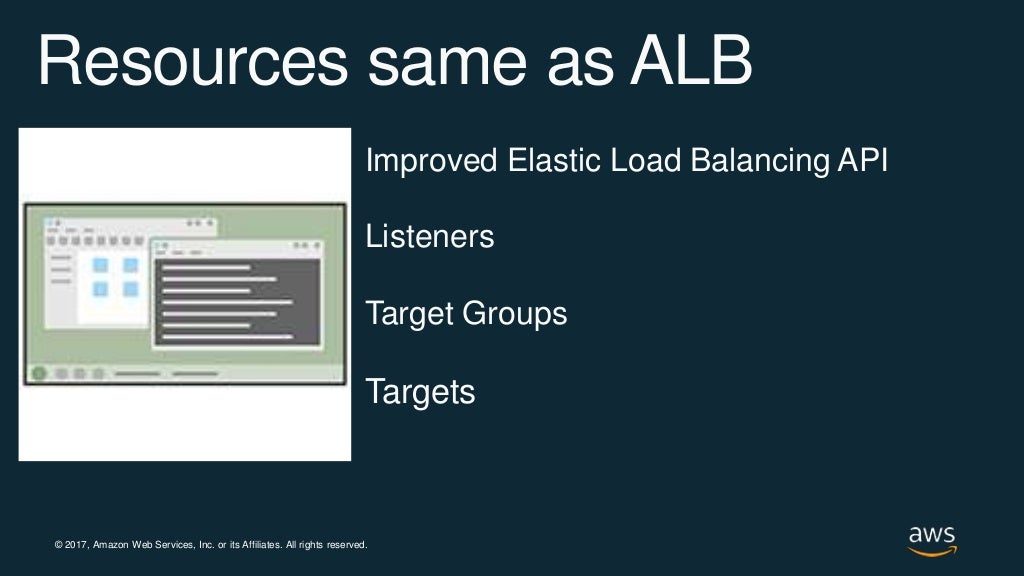 Resources same as ALB
Improved Elastic Load Balancing API
Listeners
Target Groups
Targets
© 2017, Amazon Web Services, Inc. or its Affiliates. All rights reserved.
aws